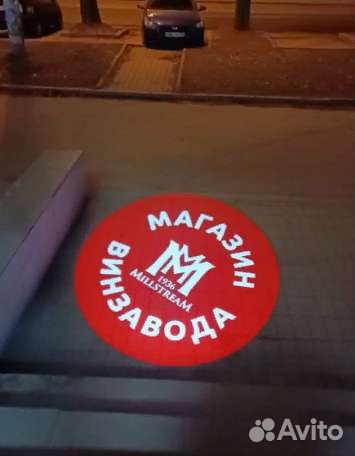 МАГАЗИН
ВИНЗАВОДА
1936
MILLSTREAM
Avito